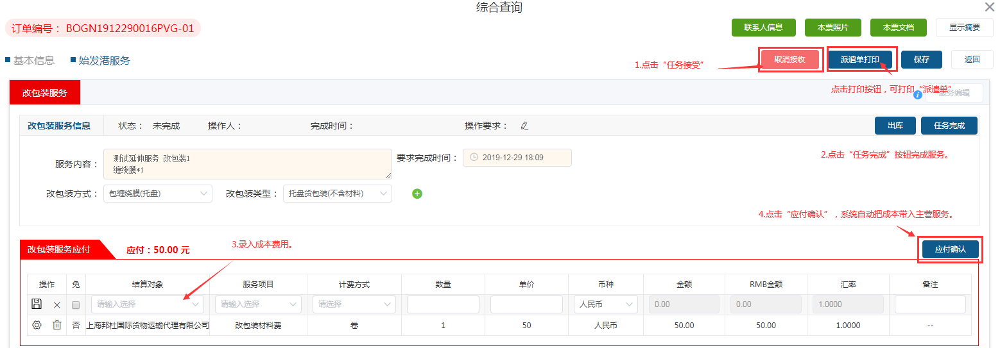 综合查询
订单编号： BOGN1912290016PVG-01
联系人信息 本票照片 本票文档 显示摘要
基本信息 始发港服务
1.点击“任务接受”
取消接收 派遣单打印 保存 返回
改包装服务
点击打印按钮，可打印“派遣单”
服务编辑
改包装服务信息 状态： 未完成 操作人： 完成时间： 操作要求： 出库 任务完成
服务内容： 测试延伸服务 改包装1
缠绕膜*1
要求完成时间： 2019-12-29 18:09
2.点击“任务完成”按钮完成服务。
改包装方式： 包缠绕膜(托盘) 改包装类型： 托盘货包装(不含材料)
4.点击“应付确认”，系统自动把成本带入主营服务。
改包装服务应付 应付：50.00 元 3.录入成本费用。 应付确认
操作 免 结算对象 服务项目 计费方式 数量 单价 币种 金额 RMB金额 汇率 备注
请输入选择 请输入选择 请选择 人民币 0.00 0.00 1.0000
否 上海邦杜国际货物运输代理有限公司 改包装材料费 卷 1 50 人民币 50.00 50.00 1.0000 --